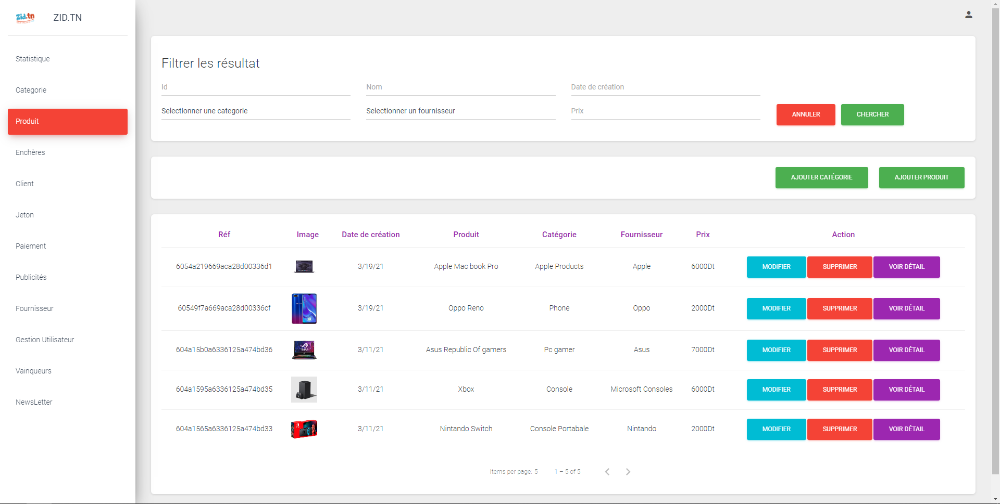 Zid.tn
ZID.TN
Statistique
Categorie
Produit
Enchères
Client
Jeton
Paiement
Publicités
Fournisseur
Gestion Utilisateur
Vainqueurs
NewsLetter
Filtrer les résultat
Id Nom Date de création
Selectionner une categorie Selectionner un fournisseur Prix ANNULER CHERCHER
AJOUTER CATÉGORIE AJOUTER PRODUIT
Réf Image Date de création Produit Catégorie Fournisseur Prix Action
6054a219669aca28d00336d1 3/19/21 Apple Mac book Pro Apple Products Apple 6000Dt MODIFIER SUPPRIMER VOIR DÉTAIL
60549f7a669aca28d00336cf 3/19/21 Oppo Reno Phone Oppo 2000Dt MODIFIER SUPPRIMER VOIR DÉTAIL
604a15b0a6336125a474bd36 3/11/21 Asus Republic Of gamers Pc gamer Asus 7000Dt MODIFIER SUPPRIMER VOIR DÉTAIL
604a1595a6336125a474bd35 3/11/21 Xbox Console Microsoft Consoles 6000Dt MODIFIER SUPPRIMER VOIR DÉTAIL
604a1565a6336125a474bd33 3/11/21 Nintando Switch Console Portabale Nintando 2000Dt MODIFIER SUPPRIMER VOIR DÉTAIL
Items per page: 5 1 – 5 of 5